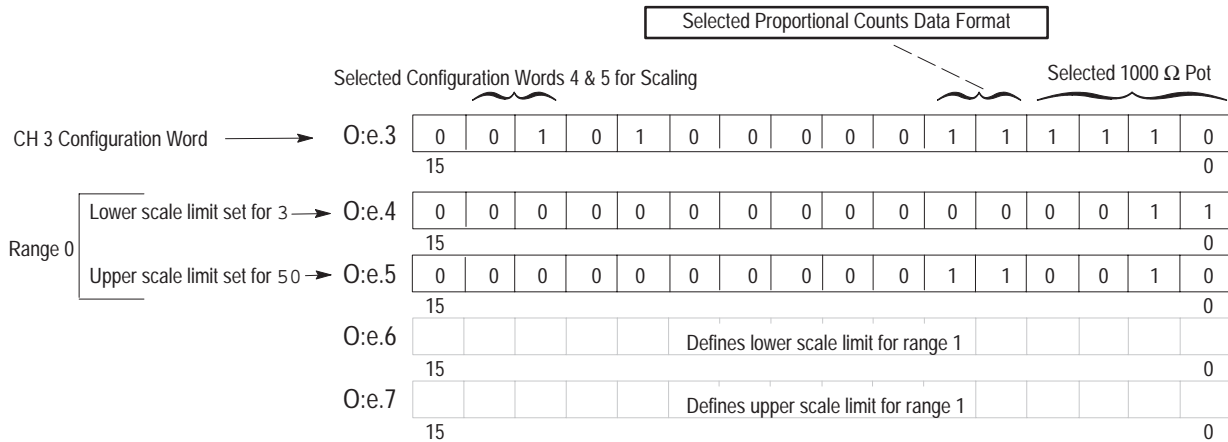 Selected Proportional Counts Data Format
Selected Configuration Words 4 & 5 for Scaling
Selected 1000 Ω Pot
CH 3 Configuration Word
O:e.3 0 0 1 0 1 0 0 0 0 0 1 1 1 1 1 0
15 0
Range 0
Lower scale limit set for 3
O:e.4 0 0 0 0 0 0 0 0 0 0 0 0 0 0 1 1
15 0
Upper scale limit set for 50
O:e.5 0 0 0 0 0 0 0 0 0 0 1 1 0 0 1 0
15 0
O:e.6 Defines lower scale limit for range 1
15 0
O:e.7 Defines upper scale limit for range 1
15 0